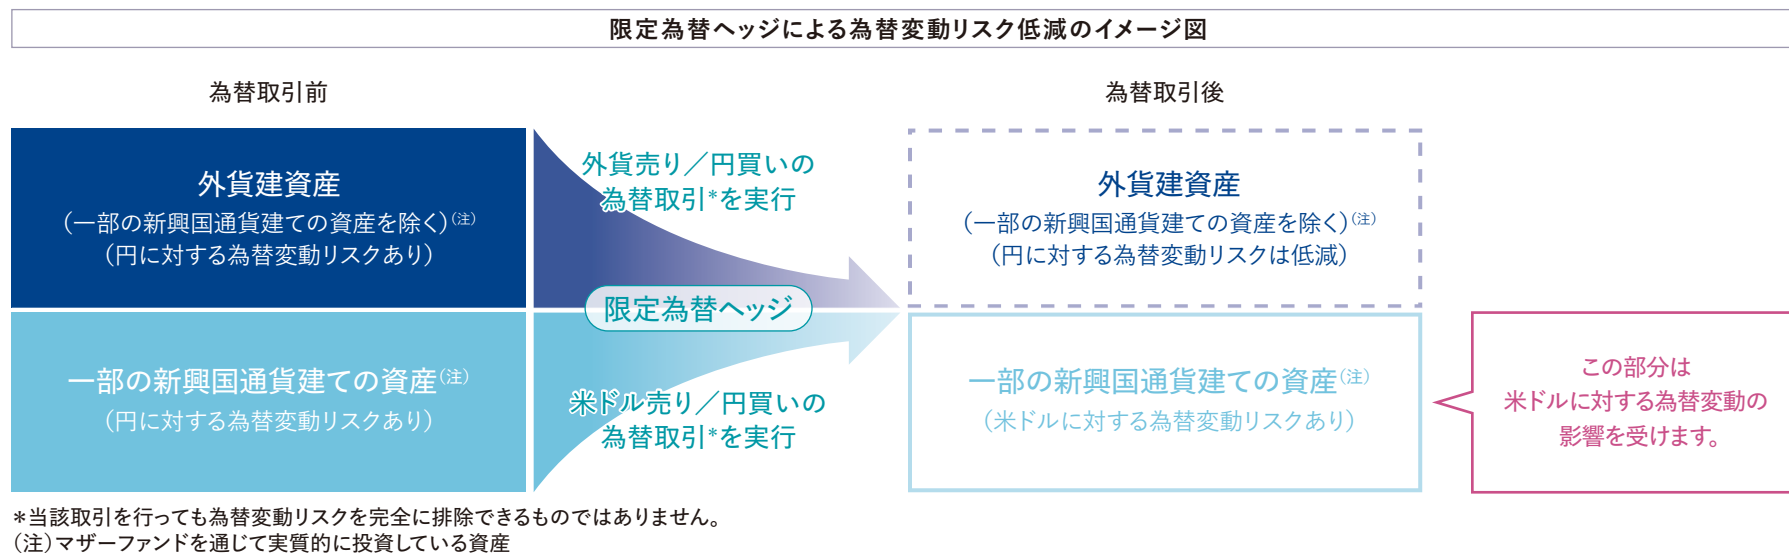 限定為替ヘッジによる為替変動リスク低減のイメージ図
為替取引前
為替取引後
外貨建資産
（一部の新興国通貨建ての資産を除く）(注)
（円に対する為替変動リスクあり）
外貨売り／円買いの
為替取引*を実行
外貨建資産
（一部の新興国通貨建ての資産を除く）(注)
（円に対する為替変動リスクは低減）
限定為替ヘッジ
一部の新興国通貨建ての資産(注)
（円に対する為替変動リスクあり）
米ドル売り／円買いの
為替取引*を実行
一部の新興国通貨建ての資産(注)
（米ドルに対する為替変動リスクあり）
この部分は
米ドルに対する為替変動の
影響を受けます。
*当該取引を行っても為替変動リスクを完全に排除できるものではありません。
（注）マザーファンドを通じて実質的に投資している資産